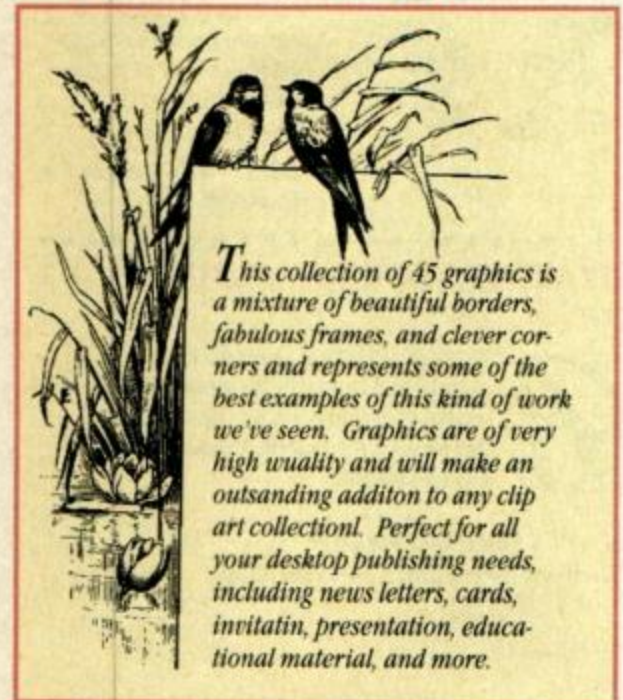 This collection of 45 graphics is
a mixture of beautiful borders,
fabulous frames, and clever cor-
ners and represents some of the
best examples of this kind of work
we've seen. Graphics are of very
high wuality and will make an
outsanding additon to any clip
art collectionl. Perfect for all
your desktop publishing needs,
including news letters, cards,
invitatin, presentation, educa-
tional material, and more.